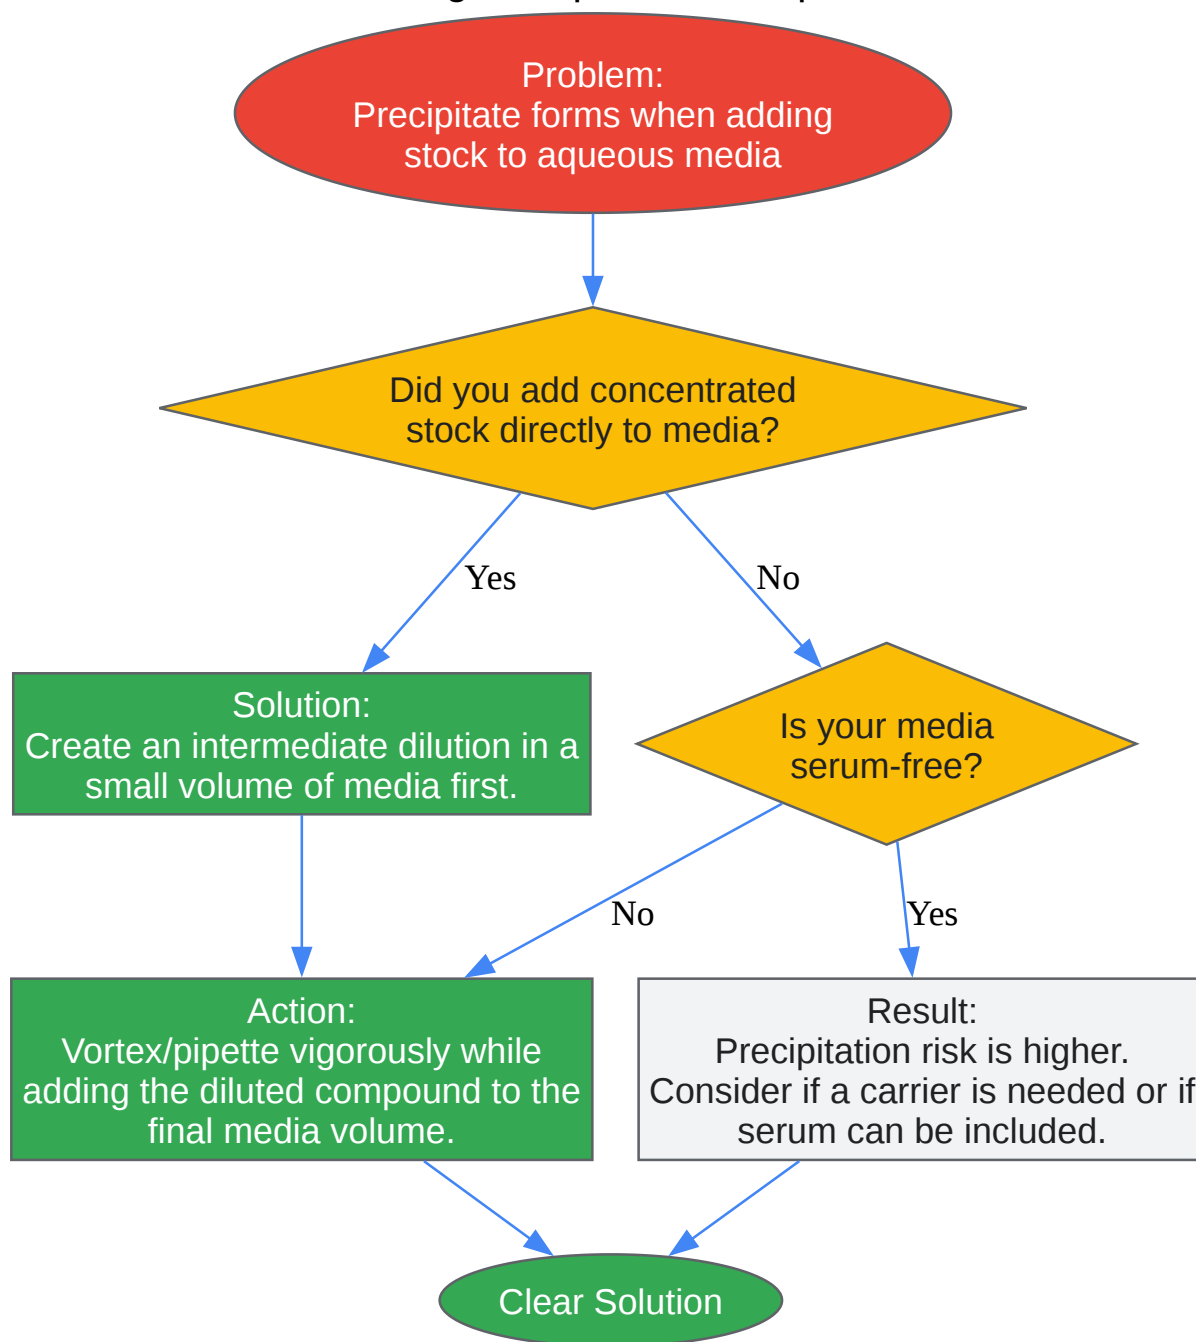 Problem:
Precipitate forms when adding
stock to aqueous media
Did you add concentrated
stock directly to media?
Yes
No
Solution:
Create an intermediate dilution in a
small volume of media first.
Is your media
serum-free?
No
Yes
Action:
Vortex/pipette vigorously while
adding the diluted compound to the
final media volume.
Result:
Precipitation risk is higher.
Consider if a carrier is needed or if
serum can be included.
Clear Solution